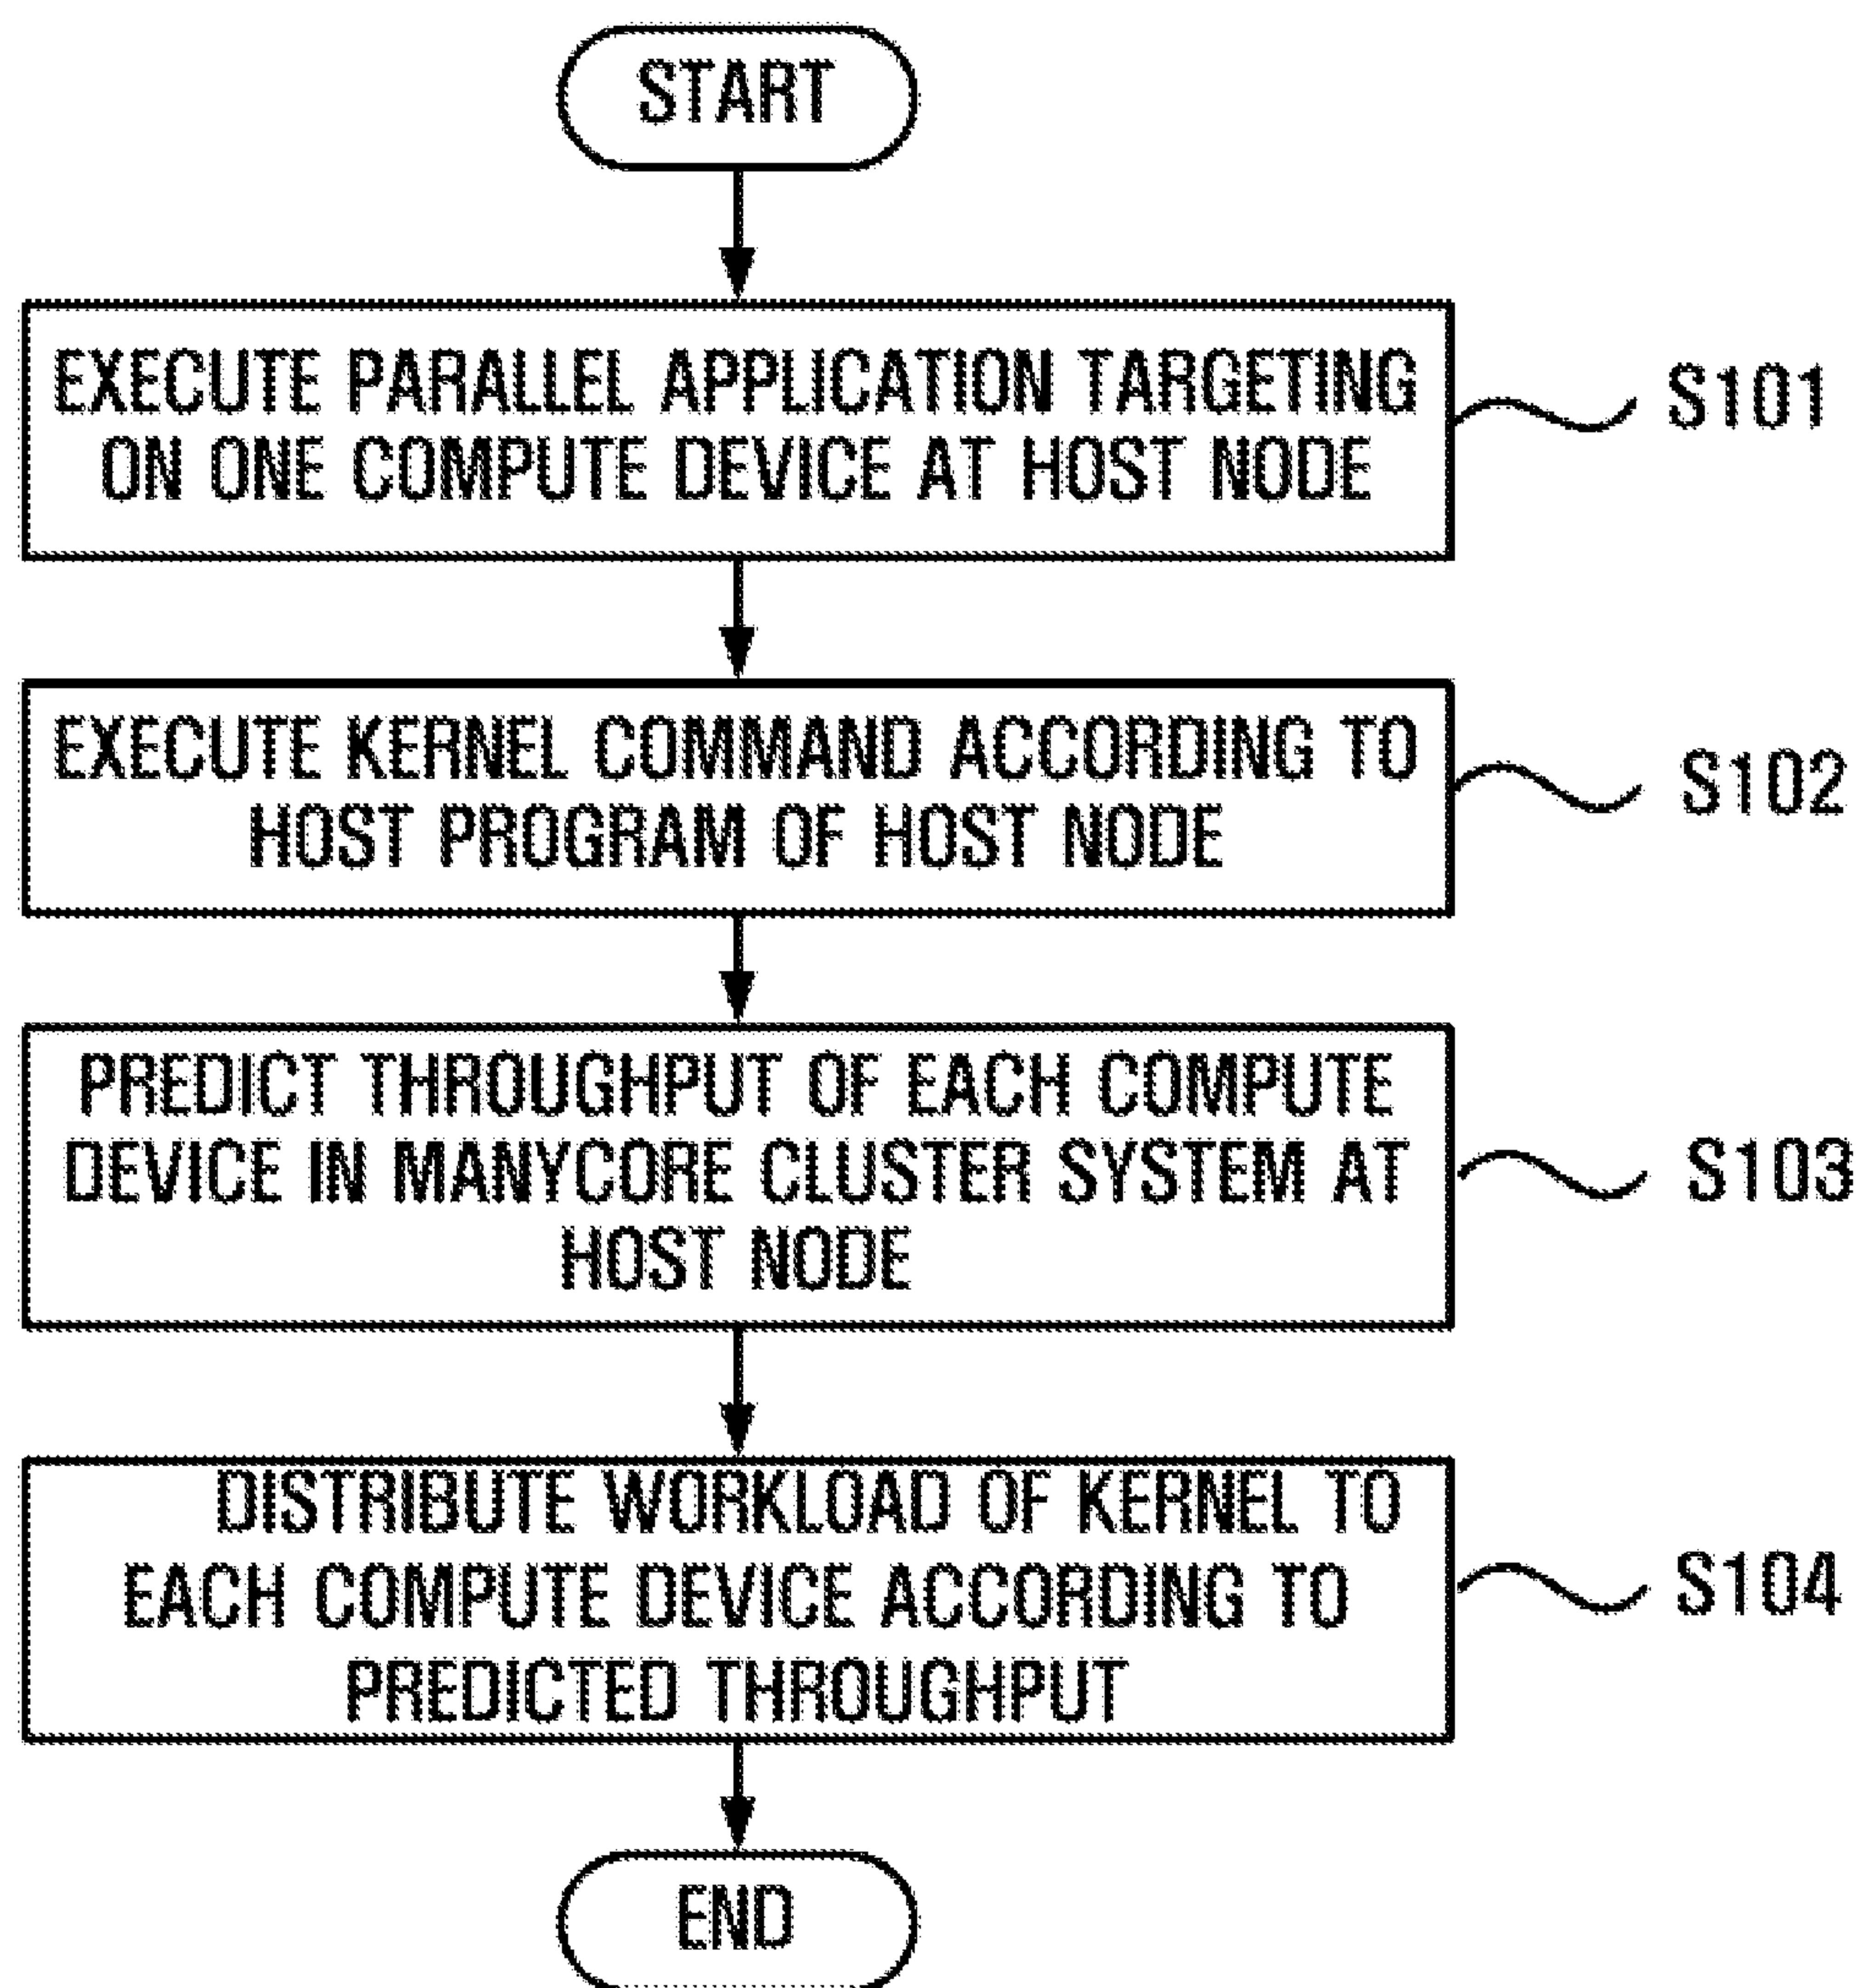 START
EXECUTE PARALLEL APPLICATION TARGETING
ON ONE COMPUTE DEVICE AT HOST NODE
S101
EXECUTE KERNEL COMMAND ACCORDING TO
HOST PROGRAM OF HOST NODE
S102
PREDICT THROUGHPUT OF EACH COMPUTE
DEVICE IN MANYCORE CLUSTER SYSTEM AT
HOST NODE
S103
DISTRIBUTE WORKLOAD OF KERNEL TO
EACH COMPUTE DEVICE ACCORDING TO
PREDICTED THROUGHPUT
S104
END